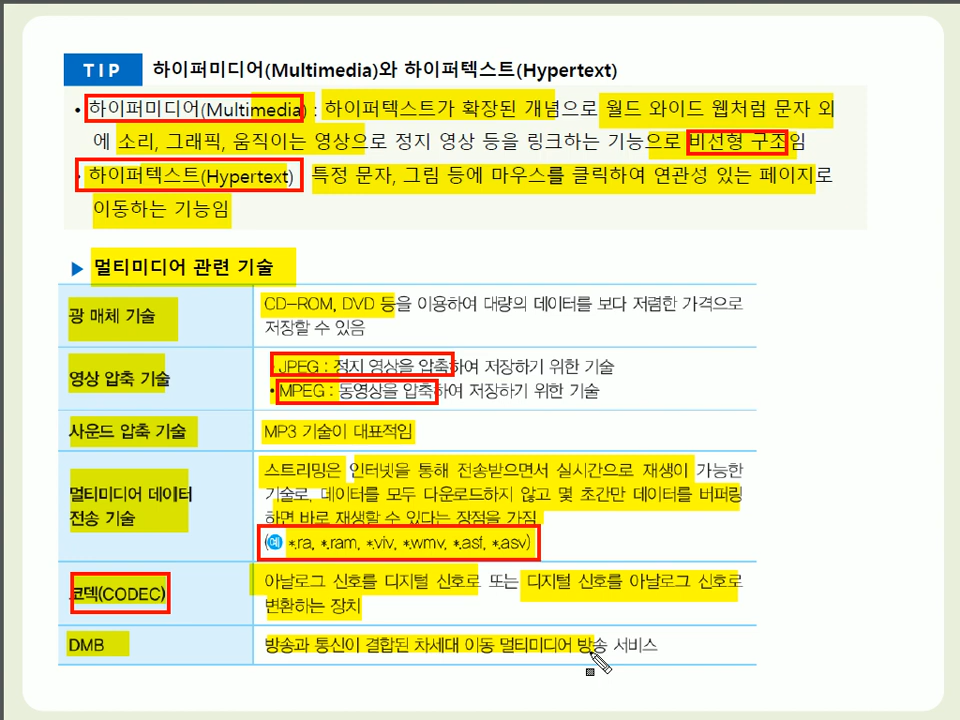 TIP 하이퍼미디어(Multimedia)와 하이퍼텍스트(Hypertext)
• 하이퍼미디어(Multimedia) : 하이퍼텍스트가 확장된 개념으로 월드 와이드 웹처럼 문자 외
에 소리, 그래픽, 움직이는 영상으로 정지 영상 등을 링크하는 기능으로 비선형 구조임
• 하이퍼텍스트(Hypertext) : 특정 문자, 그림 등에 마우스를 클릭하여 연관성 있는 페이지로
이동하는 기능임
▶ 멀티미디어 관련 기술
광 매체 기술
CD-ROM, DVD 등을 이용하여 대량의 데이터를 보다 저렴한 가격으로
저장할 수 있음
영상 압축 기술
• JPEG : 정지 영상을 압축하여 저장하기 위한 기술
• MPEG : 동영상을 압축하여 저장하기 위한 기술
사운드 압축 기술
MP3 기술이 대표적임
멀티미디어 데이터
전송 기술
스트리밍은 인터넷을 통해 전송받으면서 실시간으로 재생이 가능한
기술로, 데이터를 모두 다운로드하지 않고 몇 초간만 데이터를 버퍼링
하면 바로 재생할 수 있다는 장점을 가짐
(예 *.ra, *.ram, *.viv, *.wmv, *.asf, *.asv)
코덱(CODEC)
아날로그 신호를 디지털 신호로 또는 디지털 신호를 아날로그 신호로
변환하는 장치
DMB
방송과 통신이 결합된 차세대 이동 멀티미디어 방송 서비스